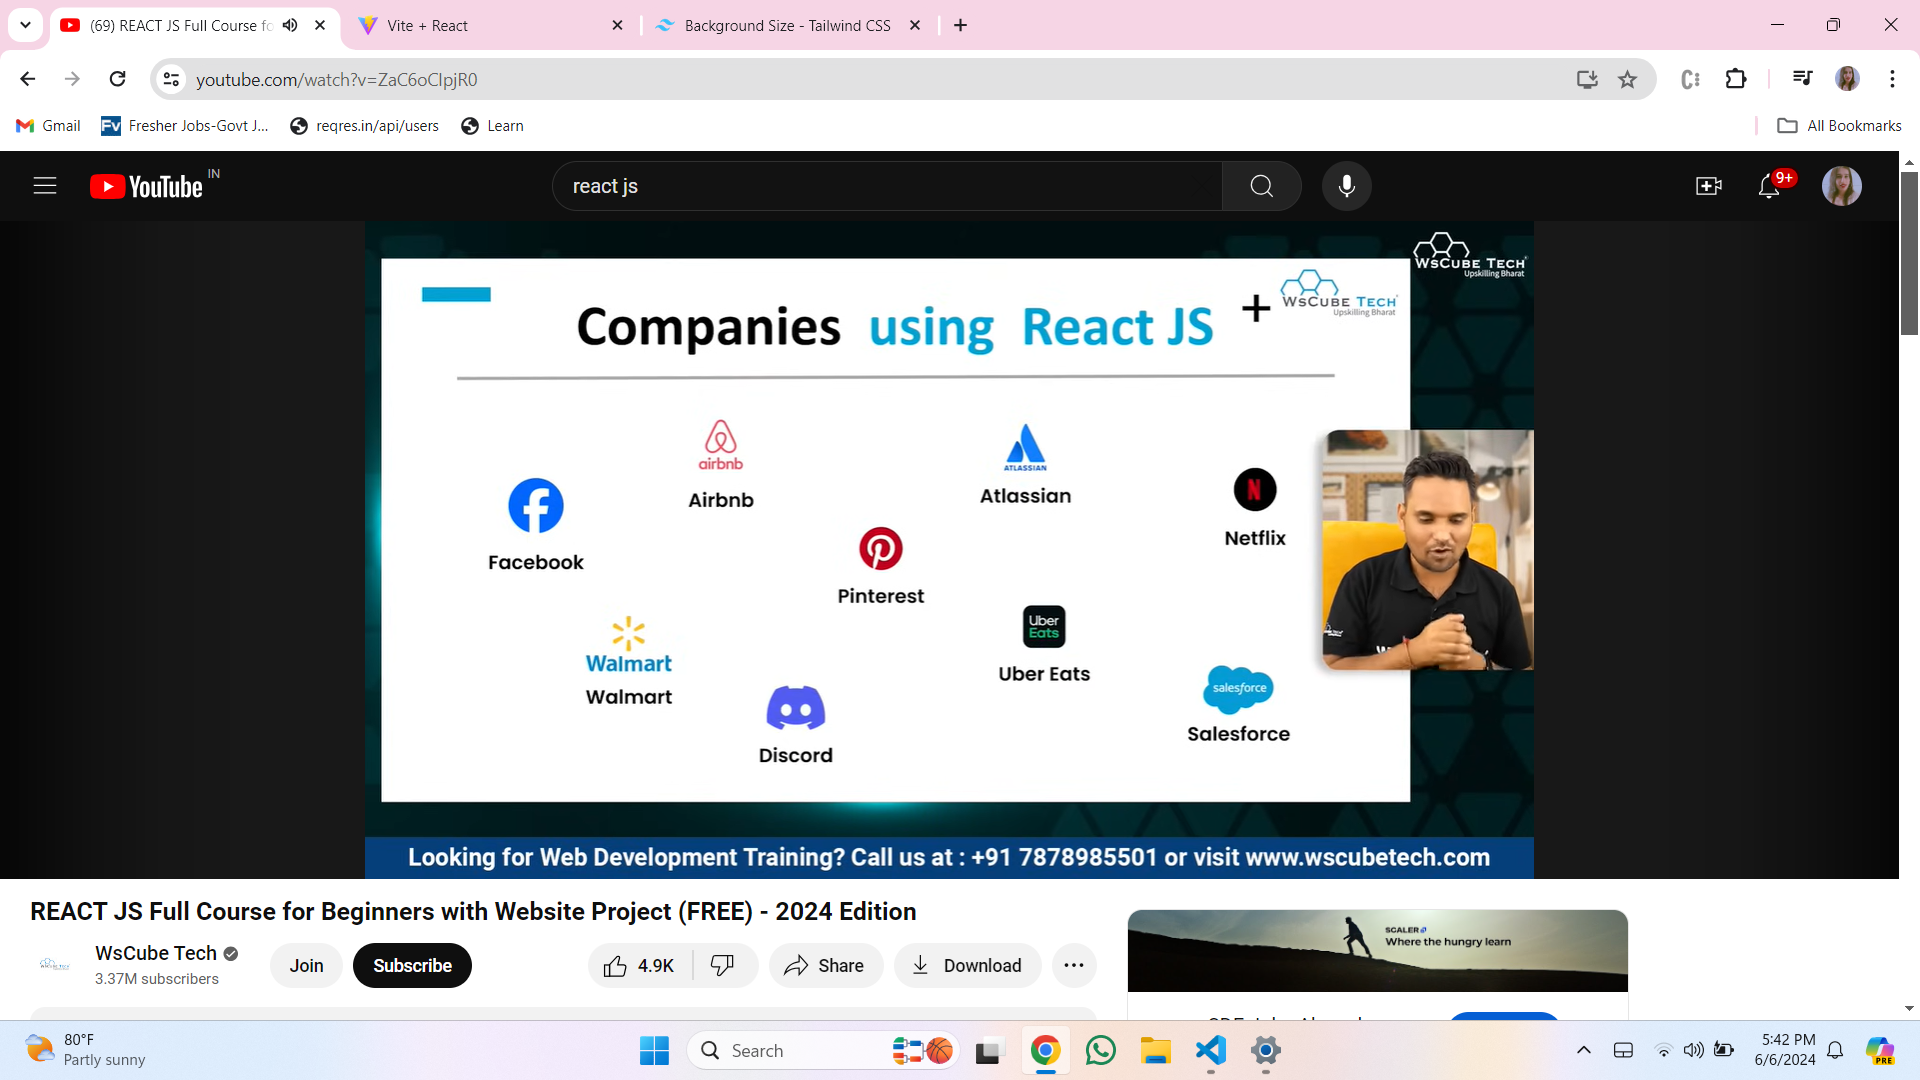 (69) REACT JS Full Course fo
Vite + React
Background Size - Tailwind CSS
youtube.com/watch?v=ZaC6oCIpjR0
Gmail
Fv
Fresher Jobs-Govt J...
reqres.in/api/users
Learn
All Bookmarks
YouTube IN
react js
9+
WsCube Tech
Upskilling Bharat
Companies using React JS +
WsCube Tech
Upskilling Bharat
airbnb
Airbnb
ATLASSIAN
Atlassian
N
Netflix
Facebook
Pinterest
Walmart
Walmart
Uber
Eats
Uber Eats
salesforce
Salesforce
Discord
Looking for Web Development Training? Call us at : +91 7878985501 or visit www.wscubetech.com
REACT JS Full Course for Beginners with Website Project (FREE) - 2024 Edition
WsCube Tech
3.37M subscribers
Join
Subscribe
4.9K
Share
Download
SCALER
Where the hungry learn
80°F
Partly sunny
Search
5:42 PM
6/6/2024
PRE